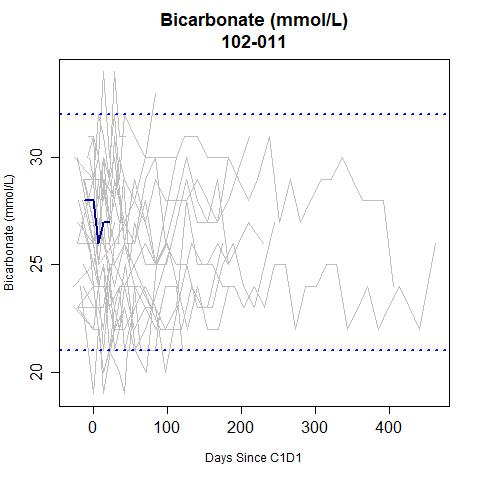 Bicarbonate (mmol/L)
102-011
Bicarbonate (mmol/L)
30
25
20
0 100 200 300 400
Days Since C1D1